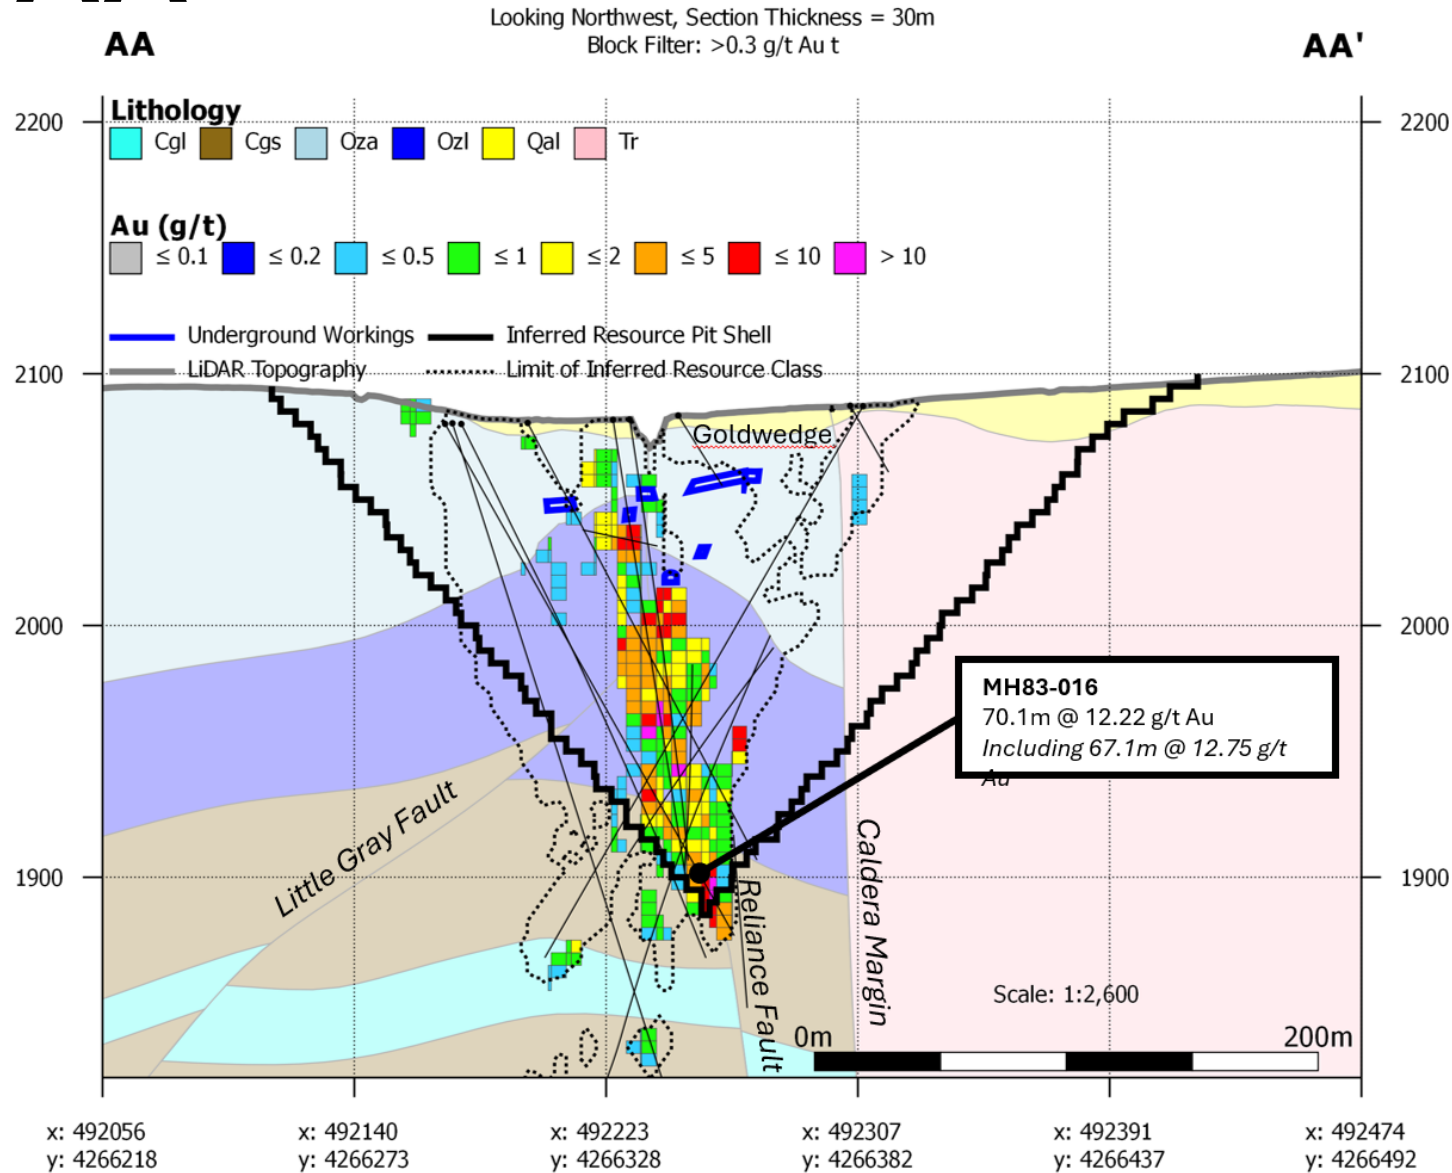 Looking Northwest, Section Thickness = 30m
Block Filter: >0.3 g/t Au t
AA
AA'
Lithology
Cgl Cgs Oza Ozl Qal Tr
Au (g/t)
≤ 0.1 ≤ 0.2 ≤ 0.5 ≤ 1 ≤ 2 ≤ 5 ≤ 10 > 10
Underground Workings Inferred Resource Pit Shell
LiDAR Topography Limit of Inferred Resource Class
2200 2200
2100 2100
2000 2000
1900 1900
Goldwedge
MH83-016
70.1m @ 12.22 g/t Au
Including 67.1m @ 12.75 g/t
Au
Little Gray Fault
Reliance Fault
Caldera Margin
Scale: 1:2,600
0m 200m
x: 492056 x: 492140 x: 492223 x: 492307 x: 492391 x: 492474
y: 4266218 y: 4266273 y: 4266328 y: 4266382 y: 4266437 y: 4266492